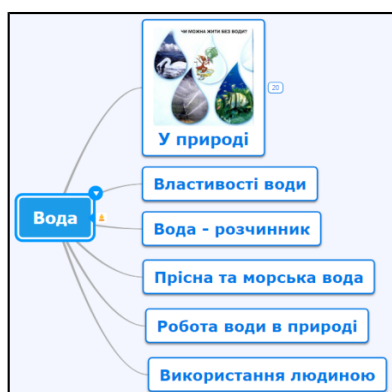 ЧИ МОЖНА ЖИТИ БЕЗ ВОДИ?
У природі
20
Властивості води
Вода
Вода - розчинник
Прісна та морська вода
Робота води в природі
Використання людиною